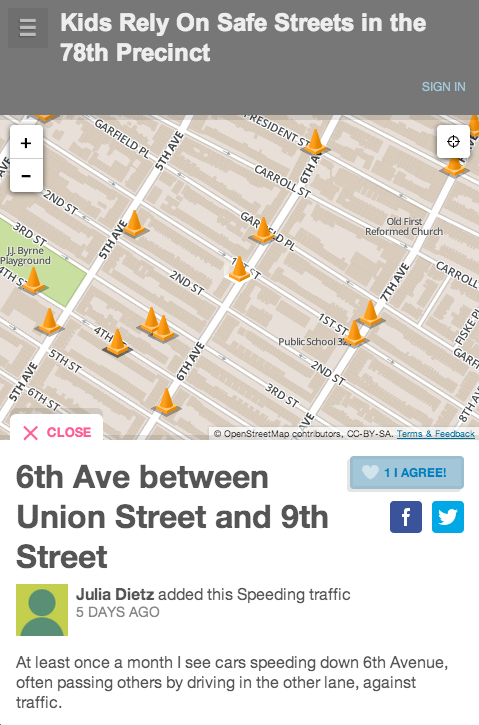 Kids Rely On Safe Streets in the
78th Precinct
SIGN IN
+
-
GARFIELD PL
5TH AVE
PRESIDENT ST
6TH AVE
CARROLL ST
2ND ST
3RD ST
GARFIELD PL
Old First
Reformed Church
J.J. Byrne
Playground
5TH AVE
4TH ST
2ND ST
7TH AVE
CARROLL
1ST ST
4TH
Public School 32
FISKE PL
5TH ST
6TH AVE
2ND ST
GARF
6TH ST
3RD ST
5TH AVE
8TH A
© OpenStreetMap contributors, CC-BY-SA. Terms & Feedback
CLOSE
6th Ave between
Union Street and 9th
Street
1 I AGREE!
f
Julia Dietz added this Speeding traffic
5 DAYS AGO
At least once a month I see cars speeding down 6th Avenue,
often passing others by driving in the other lane, against
traffic.